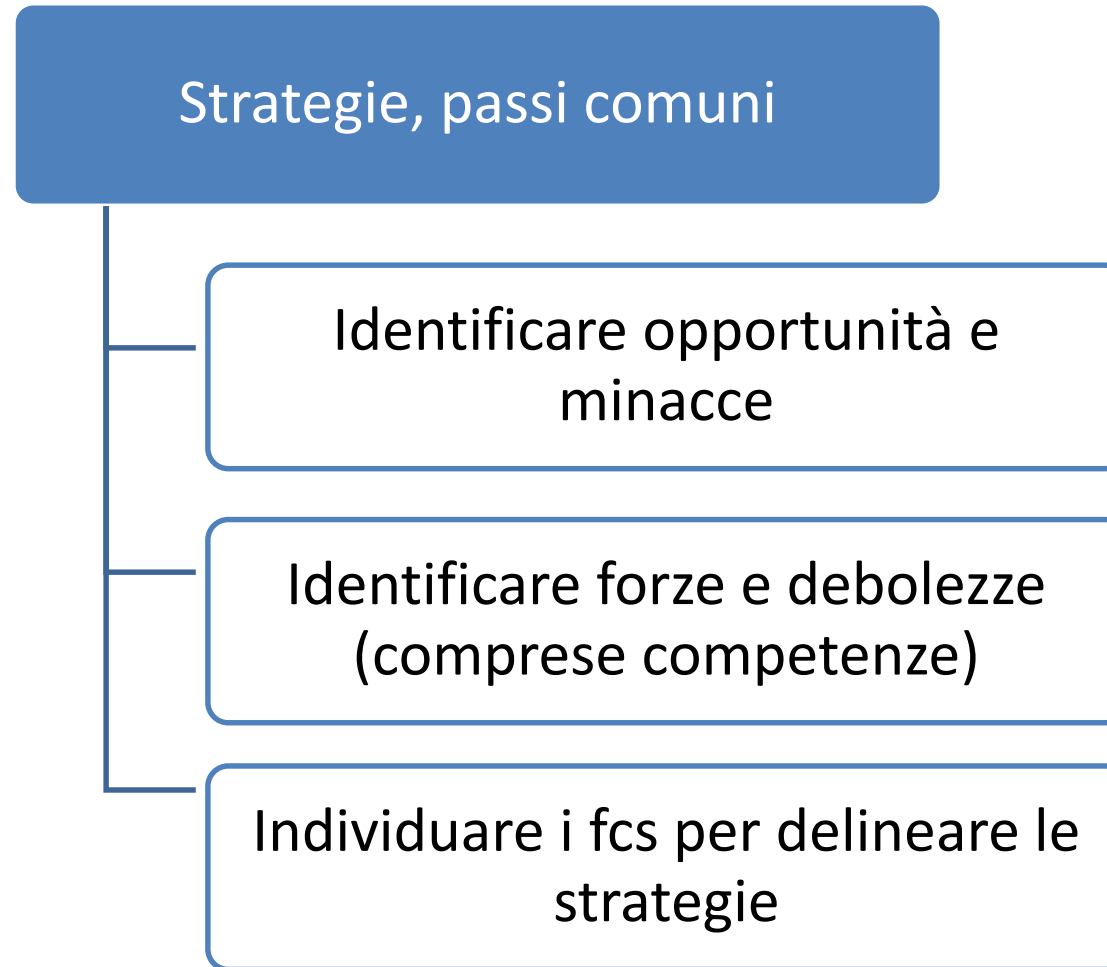 Strategie, passi comuni
Identificare opportunità e
minacce
Identificare forze e debolezze
(comprese competenze)
Individuare i fcs per delineare le
strategie